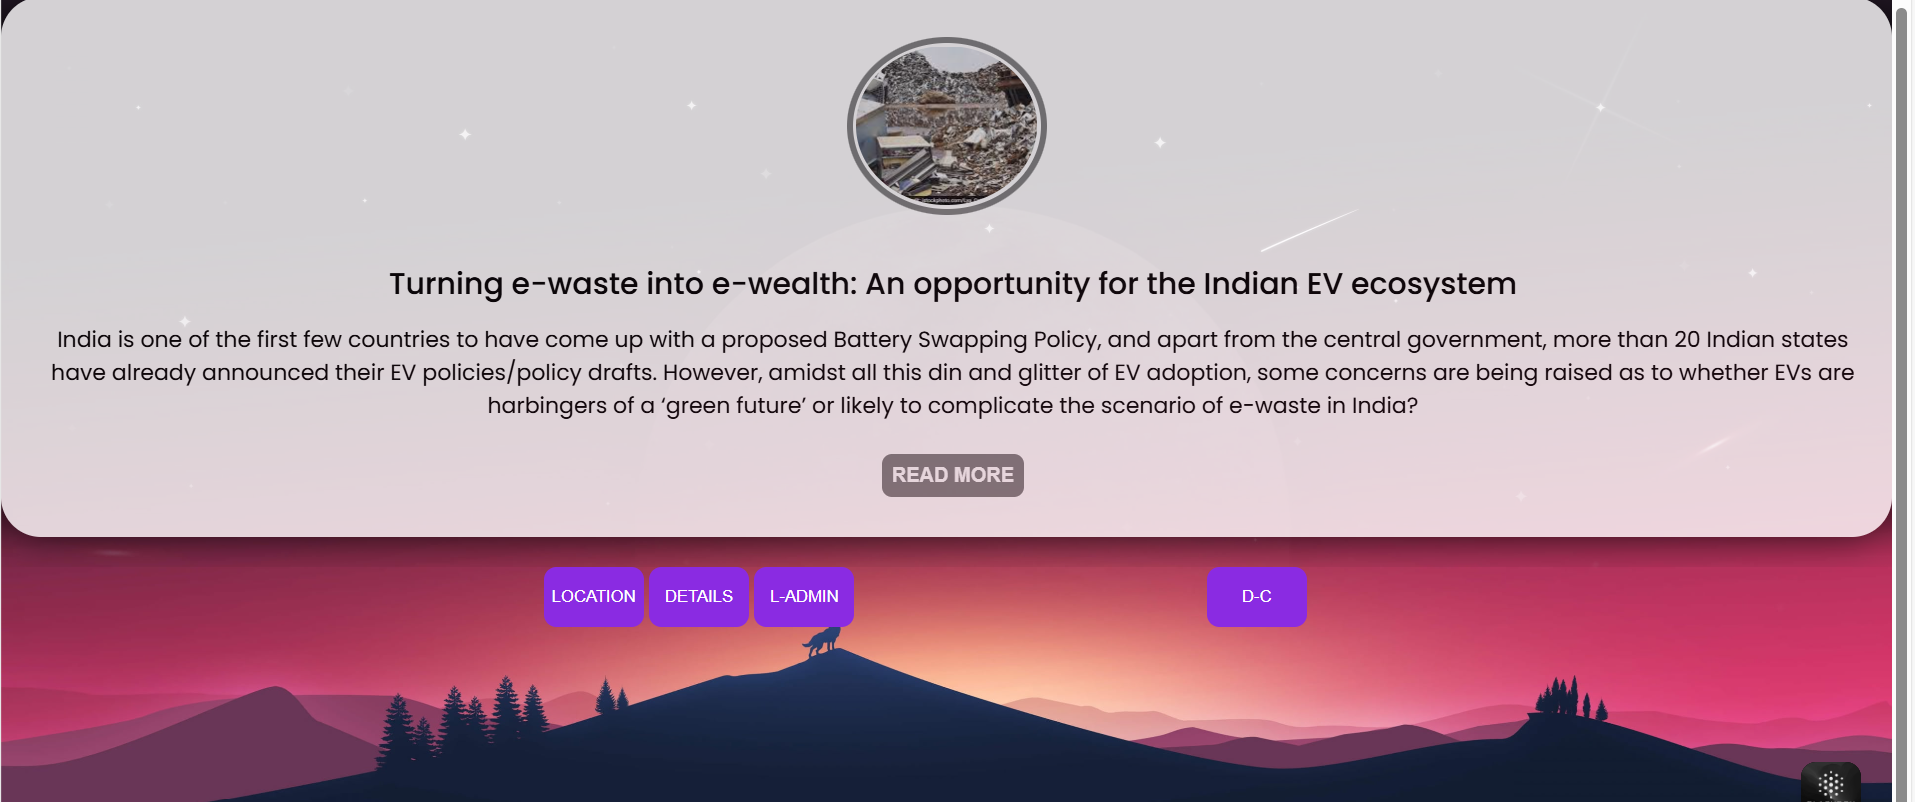 Turning e-waste into e-wealth: An opportunity for the Indian EV ecosystem
India is one of the first few countries to have come up with a proposed Battery Swapping Policy, and apart from the central government, more than 20 Indian states
have already announced their EV policies/policy drafts. However, amidst all this din and glitter of EV adoption, some concerns are being raised as to whether EVs are
harbingers of a ‘green future’ or likely to complicate the scenario of e-waste in India?
READ MORE
LOCATION DETAILS L-ADMIN D-C